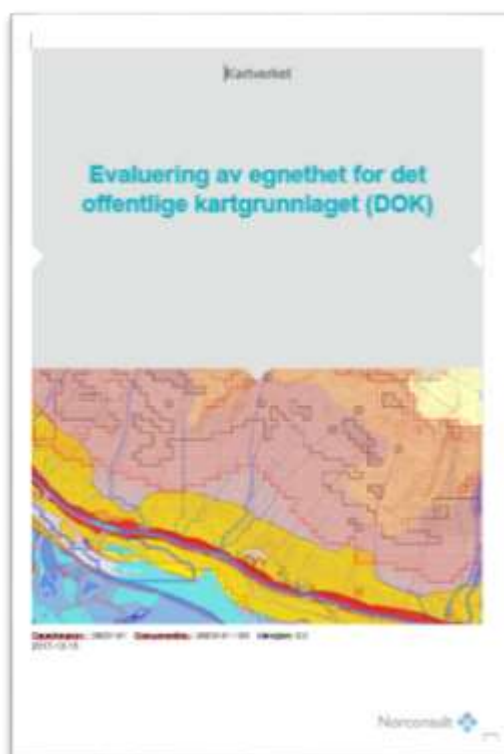 Kartverket
Evaluering av egnethet for det
offentlige kartgrunnlaget (DOK)
Norconsult